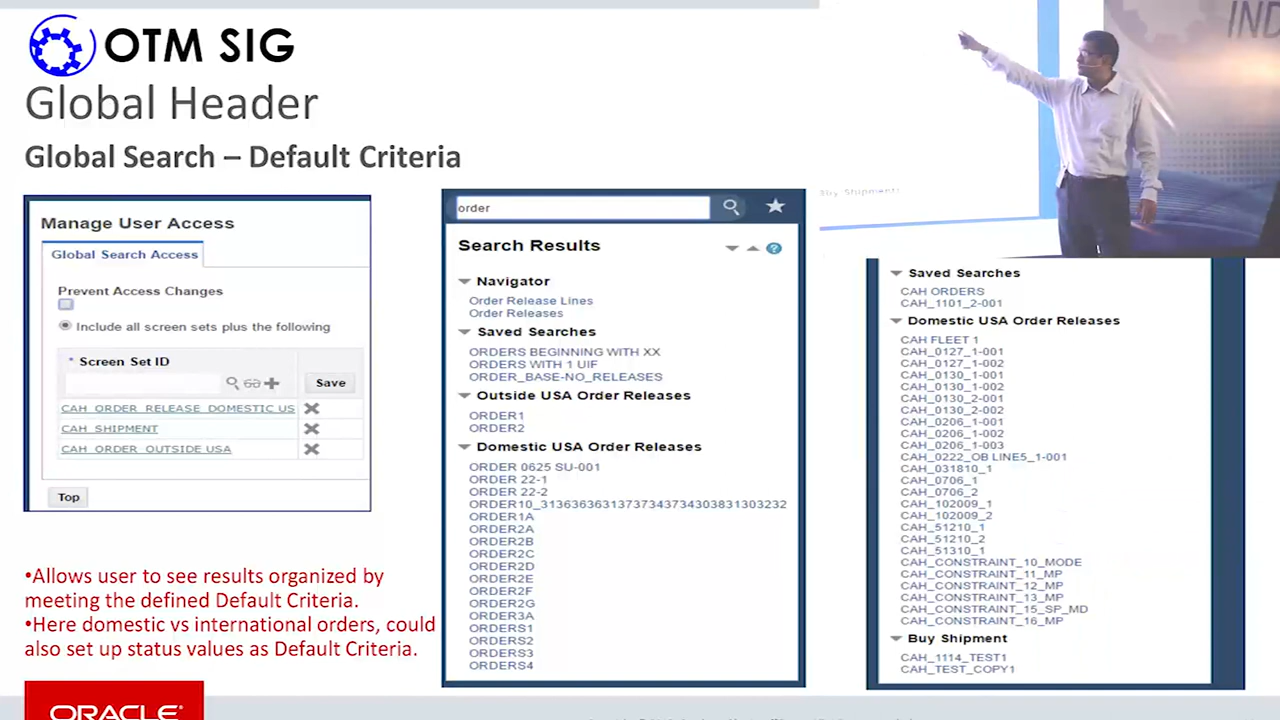 OTM SIG
IND
Global Header
Global Search – Default Criteria
Manage User Access
Global Search Access
Prevent Access Changes
Include all screen sets plus the following
* Screen Set ID
Save
CAH_ORDER_RELEASE_DOMESTIC US
CAH_SHIPMENT
CAH_ORDER_OUTSIDE_USA
Top
•Allows user to see results organized by
meeting the defined Default Criteria.
•Here domestic vs international orders, could
also set up status values as Default Criteria.
ORACLE
order
Search Results
Navigator
Order Release Lines
Order Releases
Saved Searches
ORDERS BEGINNING WITH XX
ORDERS WITH 1 UIF
ORDER_BASE-NO_RELEASES
Outside USA Order Releases
ORDER1
ORDER2
Domestic USA Order Releases
ORDER 0625 SU-001
ORDER 22-1
ORDER 22-2
ORDER10_3136363631373734373430383130​3232
ORDER1A
ORDER2A
ORDER2B
ORDER2C
ORDER2D
ORDER2E
ORDER2F
ORDER2G
ORDER3A
ORDERS1
ORDERS2
ORDERS3
ORDERS4
Buy Shipment
Saved Searches
CAH ORDERS
CAH_1101_2-001
Domestic USA Order Releases
CAH FLEET 1
CAH_0127_1-001
CAH_0127_1-002
CAH_0130_1-001
CAH_0130_1-002
CAH_0130_2-001
CAH_0130_2-002
CAH_0206_1-001
CAH_0206_1-002
CAH_0206_1-003
CAH_0222_OB LINE5_1-001
CAH_031810_1
CAH_0706_1
CAH_0706_2
CAH_102009_1
CAH_102009_2
CAH_51210_1
CAH_51210_2
CAH_51310_1
CAH_CONSTRAINT_10_MODE
CAH_CONSTRAINT_11_MP
CAH_CONSTRAINT_12_MP
CAH_CONSTRAINT_13_MP
CAH_CONSTRAINT_15_SP_MD
CAH_CONSTRAINT_16_MP
Buy Shipment
CAH_1114_TEST1
CAH_TEST_COPY1